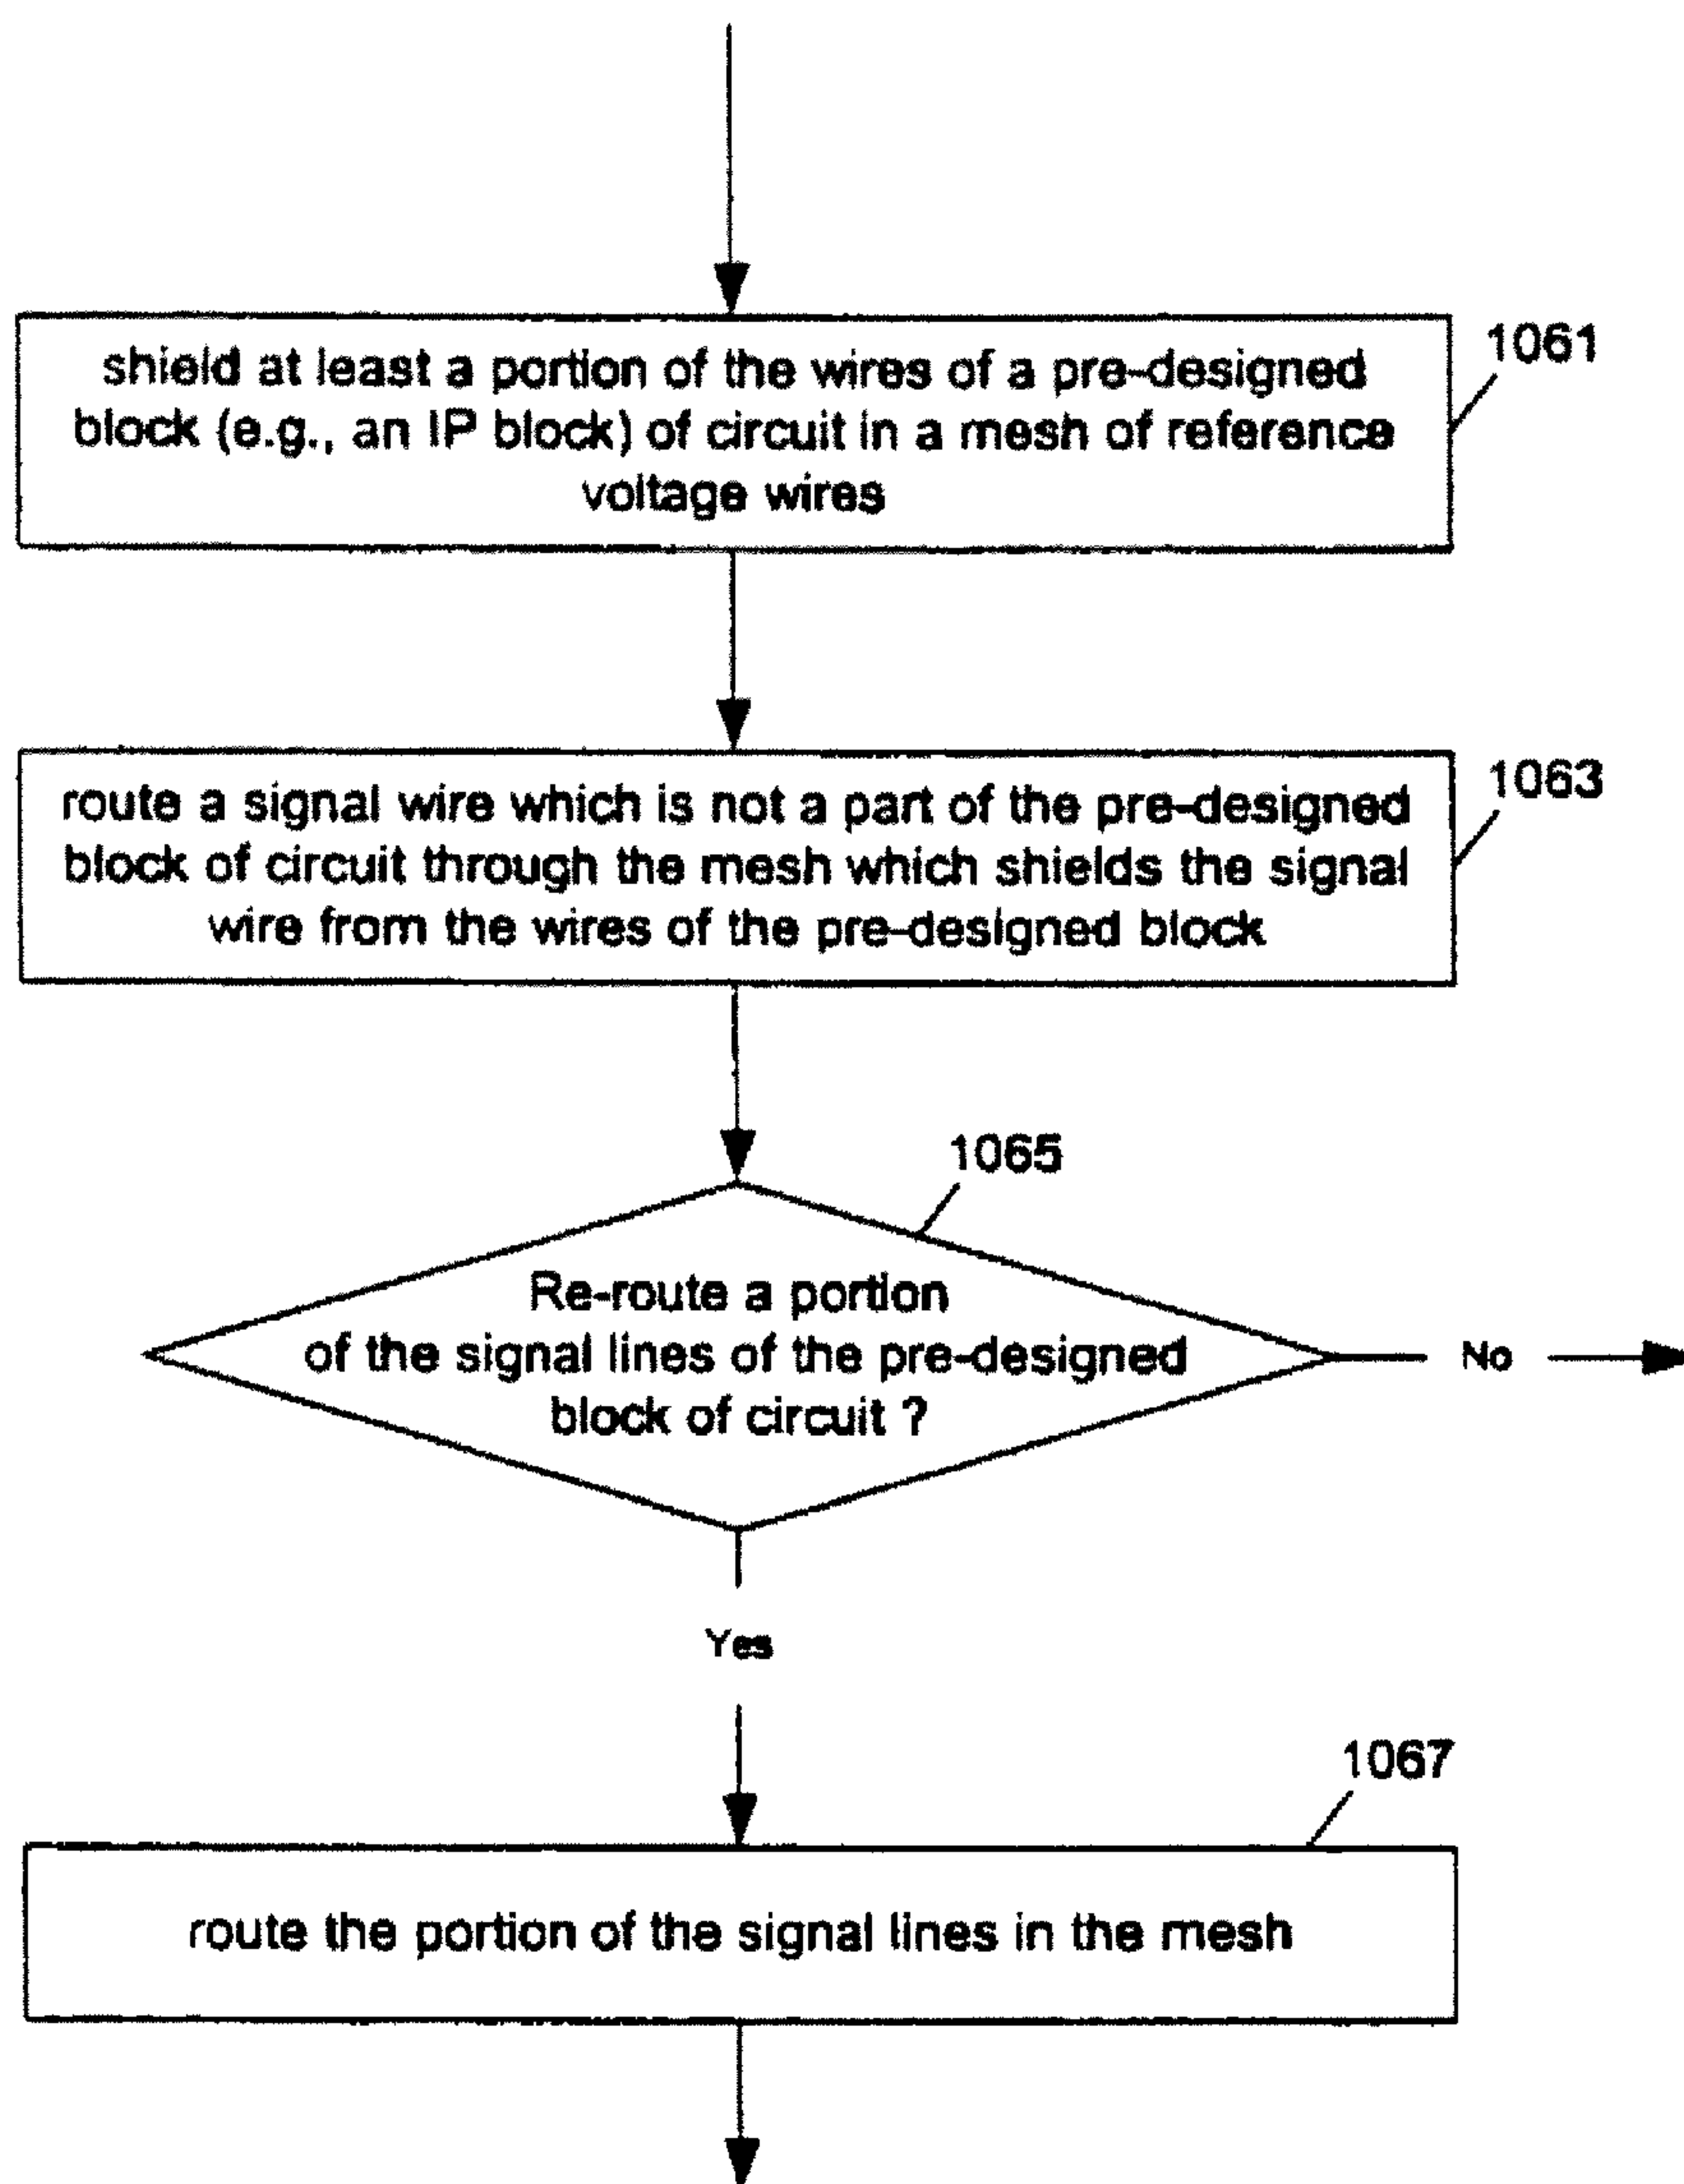 shield at least a portion of the wires of a pre-designed
block (e.g., an IP block) of circuit in a mesh of reference
voltage wires
1061
route a signal wire which is not a part of the pre-designed
block of circuit through the mesh which shields the signal
wire from the wires of the pre-designed block
1063
1065
Re-route a portion
of the signal lines of the pre-designed
block of circuit ?
No
Yes
1067
route the portion of the signal lines in the mesh